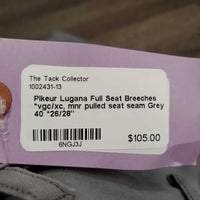 The Tack Collector
1002431-13
Pikeur Lugana Full Seat Breeches
*vgc/xc, mnr pulled seat seam Grey
40 *26/28"
$105.00
6NGJ3J